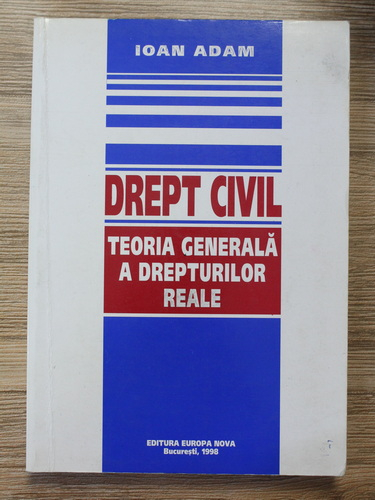 IOAN ADAM
DREPT CIVIL
TEORIA GENERALĂ
A DREPTURILOR
REALE
EDITURA EUROPA NOVA
Bucureşti, 1998